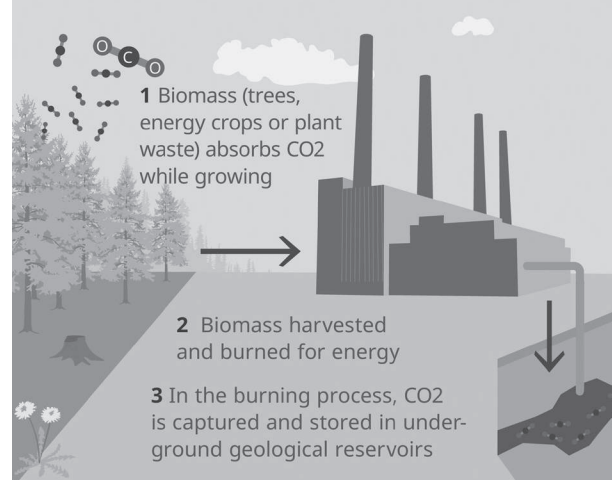 O C O
1 Biomass (trees,
energy crops or plant
waste) absorbs CO2
while growing
2 Biomass harvested
and burned for energy
3 In the burning process, CO2
is captured and stored in under-
ground geological reservoirs